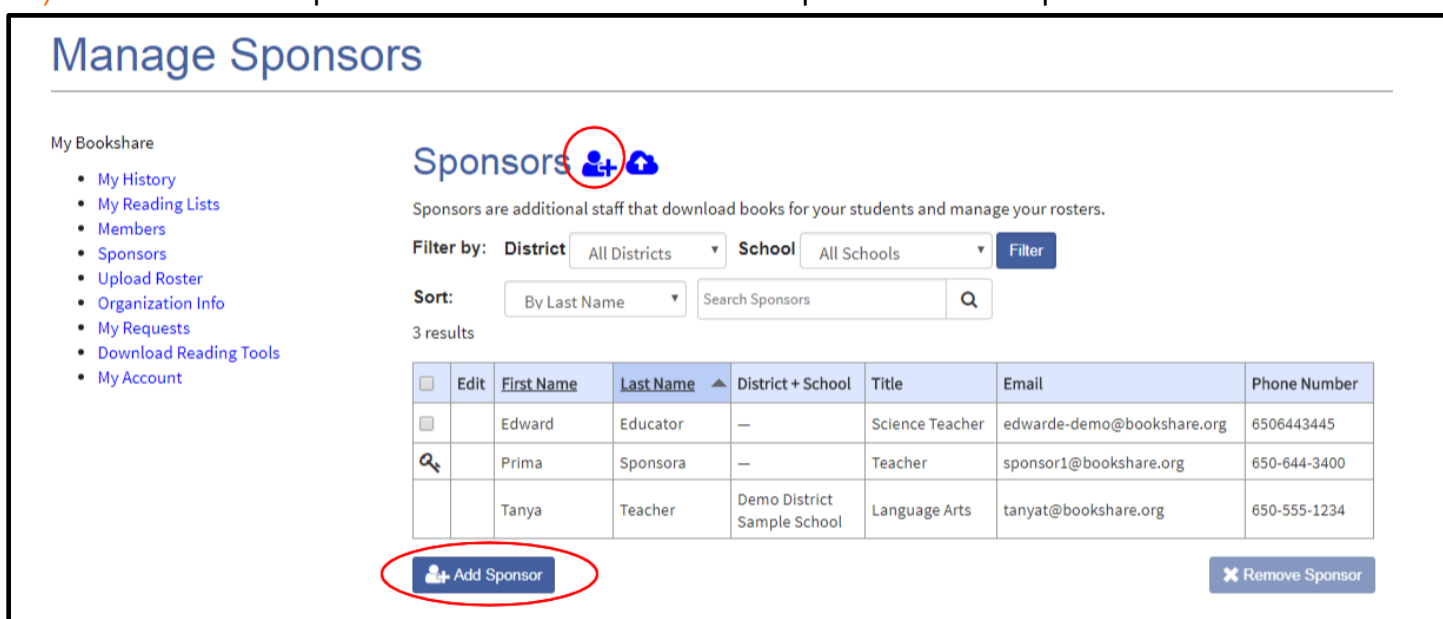 Manage Sponsors
My Bookshare
My History
My Reading Lists
Members
Sponsors
Upload Roster
Organization Info
My Requests
Download Reading Tools
My Account
Sponsors
Sponsors are additional staff that download books for your students and manage your rosters.
Filter by: District All Districts School All Schools Filter
Sort: By Last Name Search Sponsors
3 results
Edit First Name Last Name District + School Title Email Phone Number
Edward Educator — Science Teacher edwarde-demo@bookshare.org 6506443445
Prima Sponsora — Teacher sponsor1@bookshare.org 650-644-3400
Tanya Teacher Demo District Sample School Language Arts tanyat@bookshare.org 650-555-1234
Add Sponsor Remove Sponsor